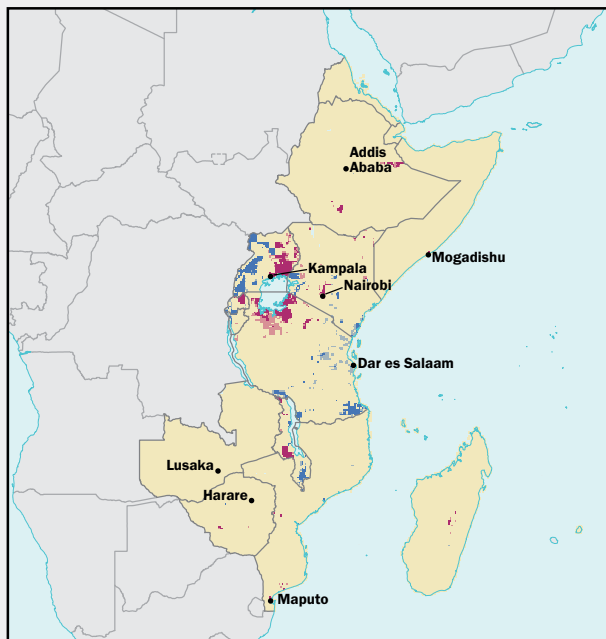 Addis
Ababa
Mogadishu
Kampala
Nairobi
Dar es Salaam
Lusaka
Harare
Maputo